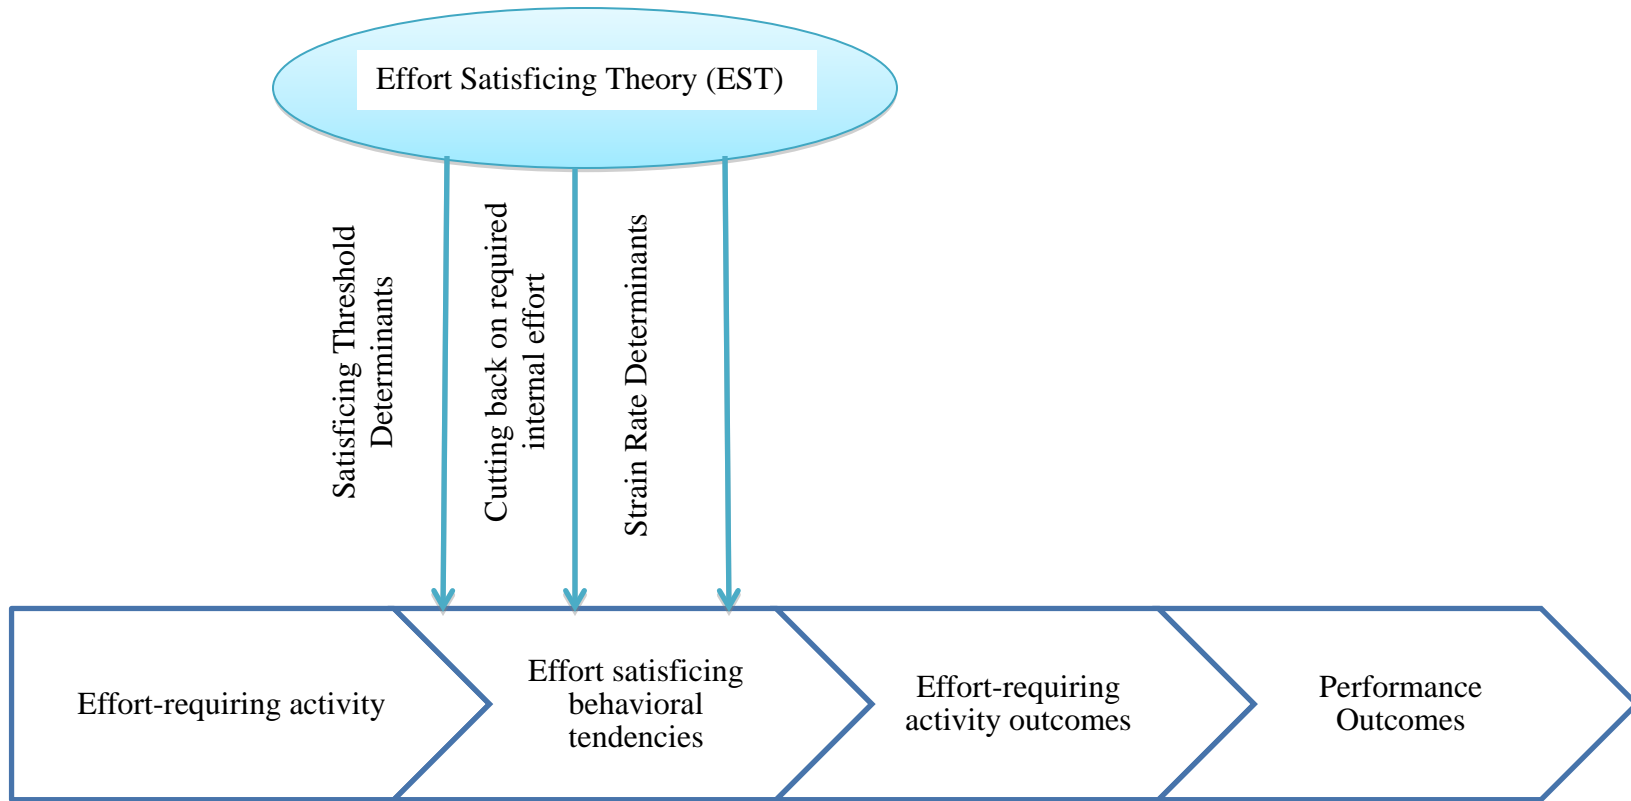 Effort Satisficing Theory (EST)
Satisficing Threshold
Determinants
Cutting back on required
internal effort
Strain Rate Determinants
Effort-requiring activity
Effort satisficing
behavioral
tendencies
Effort-requiring
activity outcomes
Performance
Outcomes